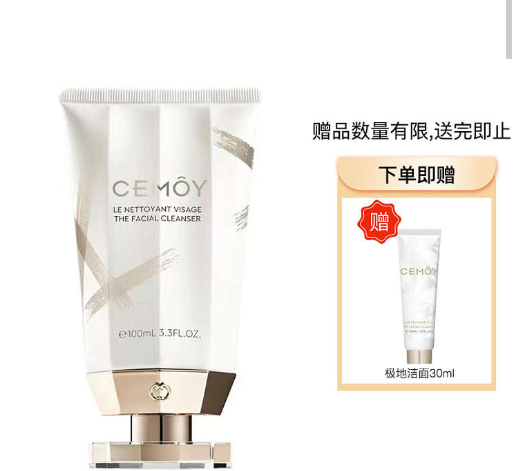 CEMÔY
LE NETTOYANT VISAGE
THE FACIAL CLEANSER
℮100mL 3.3FL.OZ.
赠品数量有限,送完即止
下单即赠
赠
CEMÔY
极地洁面30ml